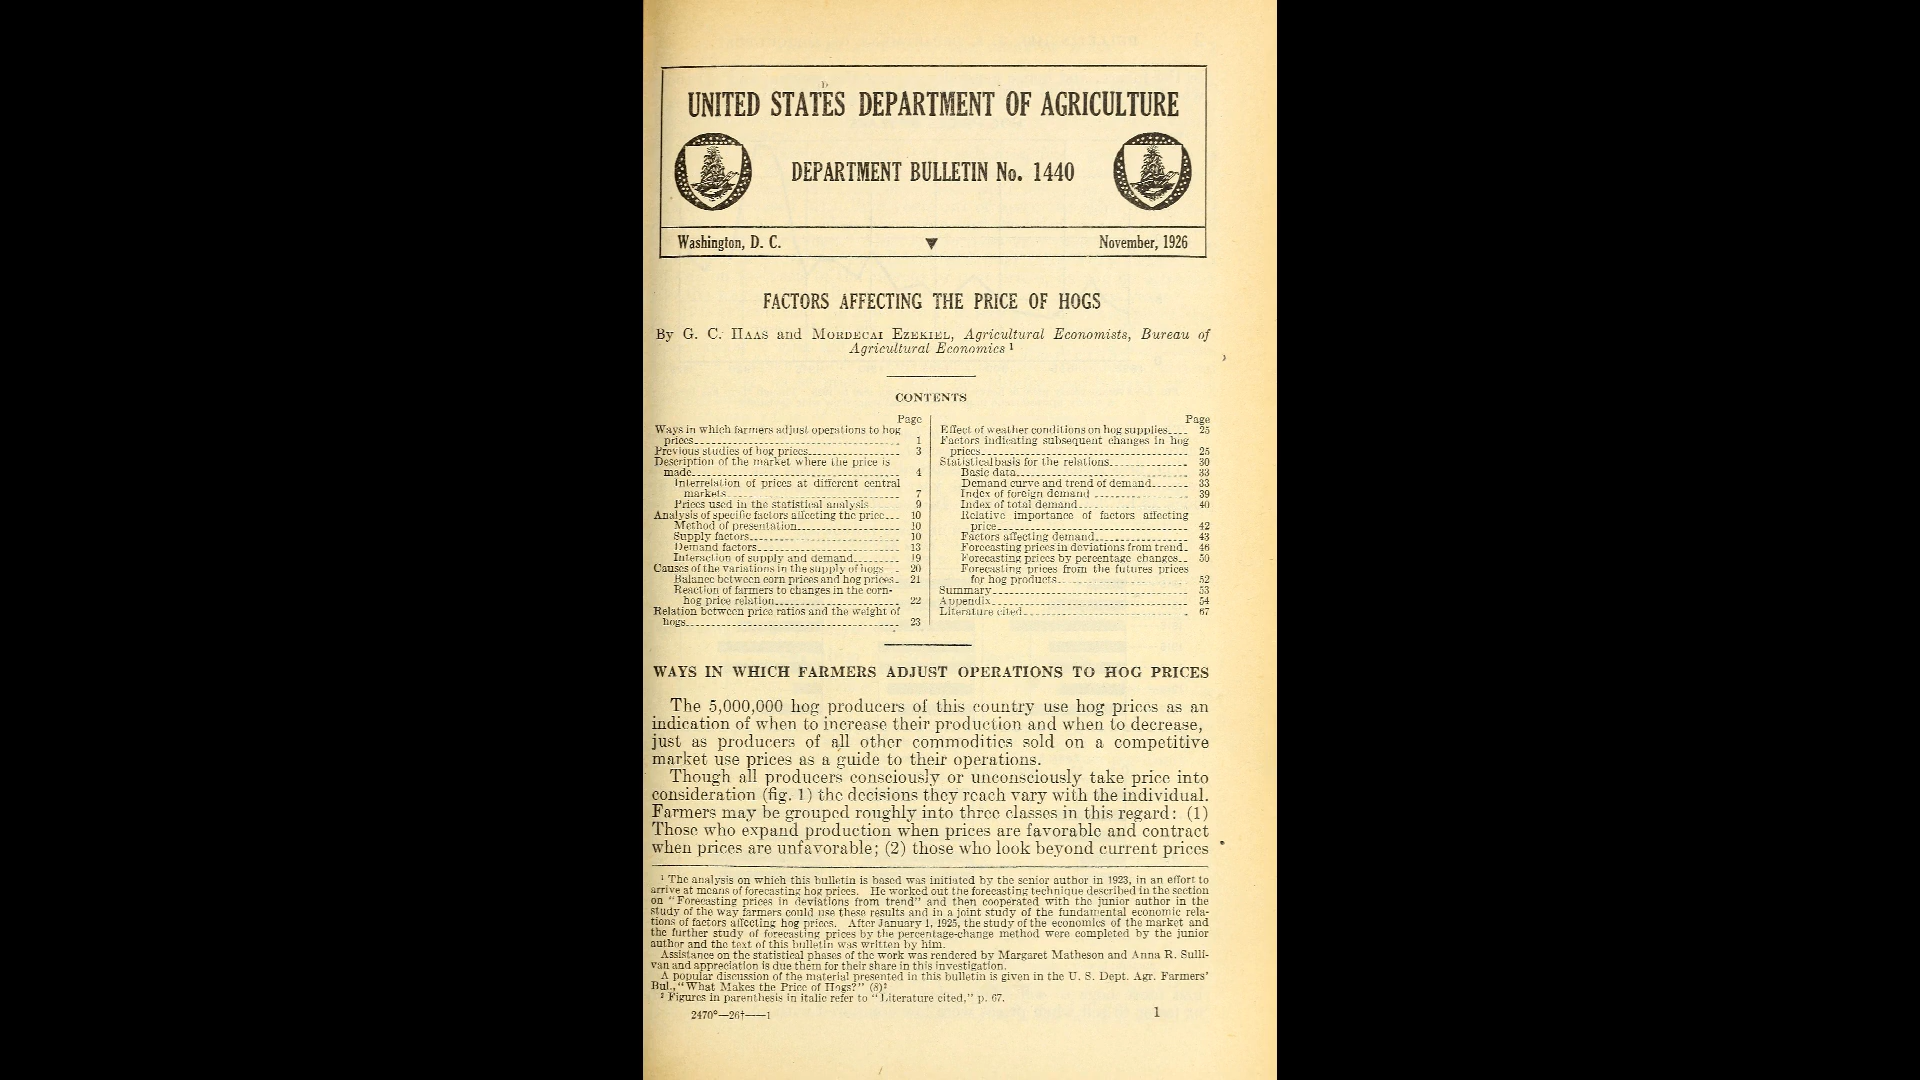 UNITED STATES DEPARTMENT OF AGRICULTURE
DEPARTMENT BULLETIN No. 1440
Washington, D. C.
November, 1926
FACTORS AFFECTING THE PRICE OF HOGS
By G. C. HAAS and MORDECAI EZEKIEL, Agricultural Economists, Bureau of
Agricultural Economics 1
CONTENTS
Page
Ways in which farmers adjust operations to hog
prices 1
Previous studies of hog prices 3
Description of the market where the price is
made 4
Interrelation of prices at different central
markets 7
Prices used in the statistical analysis 9
Analysis of specific factors affecting the price 10
Method of presentation 10
Supply factors 10
Demand factors 13
Interaction of supply and demand 19
Causes of the variations in the supply of hogs 20
Balance between corn prices and hog prices 21
Reaction of farmers to changes in the corn-
hog price relation 22
Relation between price ratios and the weight of
hogs 23
Page
Effect of weather conditions on hog supplies 25
Factors indicating subsequent changes in hog
prices 25
Statistical basis for the relations 30
Basic data 33
Demand curve and trend of demand 33
Index of foreign demand 39
Index of total demand 40
Relative importance of factors affecting
price 42
Factors affecting demand 43
Forecasting prices in deviations from trend 46
Forecasting prices by percentage changes 50
Forecasting prices from the futures prices
for hog products 52
Summary 53
Appendix 54
Literature cited 67
WAYS IN WHICH FARMERS ADJUST OPERATIONS TO HOG PRICES
The 5,000,000 hog producers of this country use hog prices as an
indication of when to increase their production and when to decrease,
just as producers of all other commodities sold on a competitive
market use prices as a guide to their operations.
Though all producers consciously or unconsciously take price into
consideration (fig. 1) the decisions they reach vary with the individual.
Farmers may be grouped roughly into three classes in this regard: (1)
Those who expand production when prices are favorable and contract
when prices are unfavorable; (2) those who look beyond current prices
1 The analysis on which this bulletin is based was initiated by the senior author in 1923, in an effort to
arrive at means of forecasting hog prices. He worked out the forecasting technique described in the section
on "Forecasting prices in deviations from trend" and then cooperated with the junior author in the
study of the way farmers could use these results and in a joint study of the fundamental economic rela-
tions of factors affecting hog prices. After January 1, 1925, the study of the economics of the market and
the further study of forecasting prices by the percentage-change method were completed by the junior
author and the text of this bulletin was written by him.
Assistance on the statistical phases of the work was rendered by Margaret Matheson and Anna R. Sulli-
van and appreciation is due them for their share in this investigation.
A popular discussion of the material presented in this bulletin is given in the U. S. Dept. Agr. Farmers'
Bul., "What Makes the Price of Hogs?" (8)2
2 Figures in parenthesis in italic refer to "Literature cited," p. 67.
2470°—26†——1
1